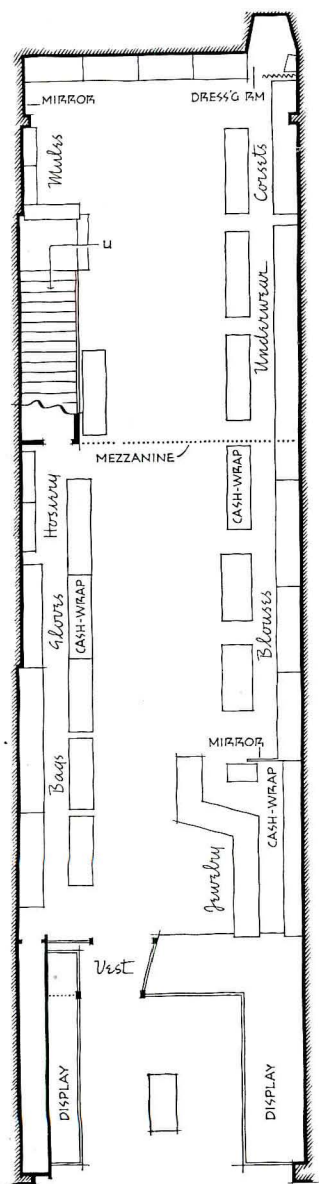 MIRROR
DRESS'G RM
Mules
Corsets
U
Underwear
MEZZANINE
Hosiery
CASH-WRAP
Gloves
CASH-WRAP
Blouses
MIRROR
Bags
CASH-WRAP
Jewelry
Vest
DISPLAY
DISPLAY